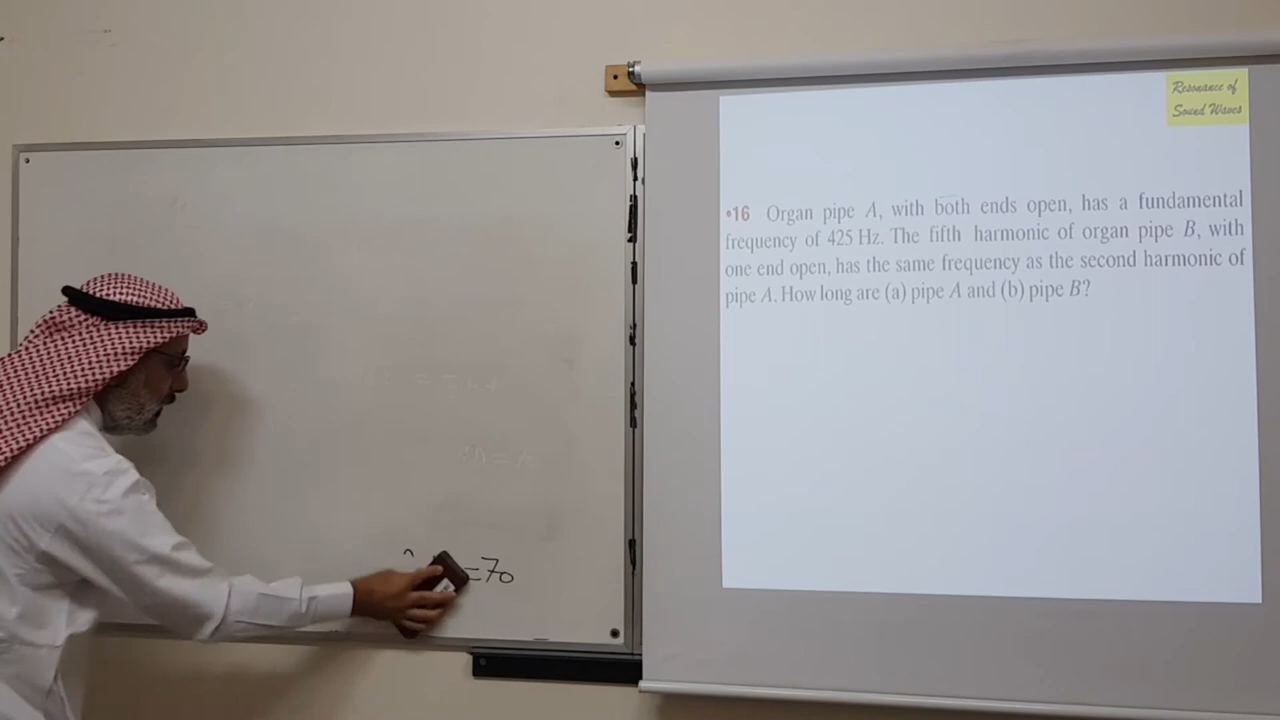 =70
Resonance of
Sound Waves
•16 Organ pipe A, with both ends open, has a fundamental
frequency of 425 Hz. The fifth harmonic of organ pipe B, with
one end open, has the same frequency as the second harmonic of
pipe A. How long are (a) pipe A and (b) pipe B?